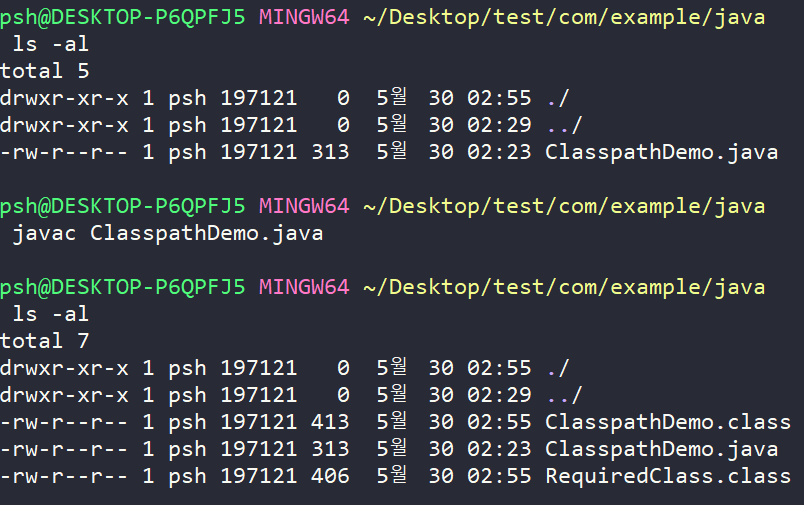 psh@DESKTOP-P6QPFJ5 MINGW64 ~/Desktop/test/com/example/java
ls -al
total 5
drwxr-xr-x 1 psh 197121   0  5월  30 02:55 ./
drwxr-xr-x 1 psh 197121   0  5월  30 02:29 ../
-rw-r--r-- 1 psh 197121 313  5월  30 02:23 ClasspathDemo.java
psh@DESKTOP-P6QPFJ5 MINGW64 ~/Desktop/test/com/example/java
javac ClasspathDemo.java
psh@DESKTOP-P6QPFJ5 MINGW64 ~/Desktop/test/com/example/java
ls -al
total 7
drwxr-xr-x 1 psh 197121   0  5월  30 02:55 ./
drwxr-xr-x 1 psh 197121   0  5월  30 02:29 ../
-rw-r--r-- 1 psh 197121 413  5월  30 02:55 ClasspathDemo.class
-rw-r--r-- 1 psh 197121 313  5월  30 02:23 ClasspathDemo.java
-rw-r--r-- 1 psh 197121 406  5월  30 02:55 RequiredClass.class